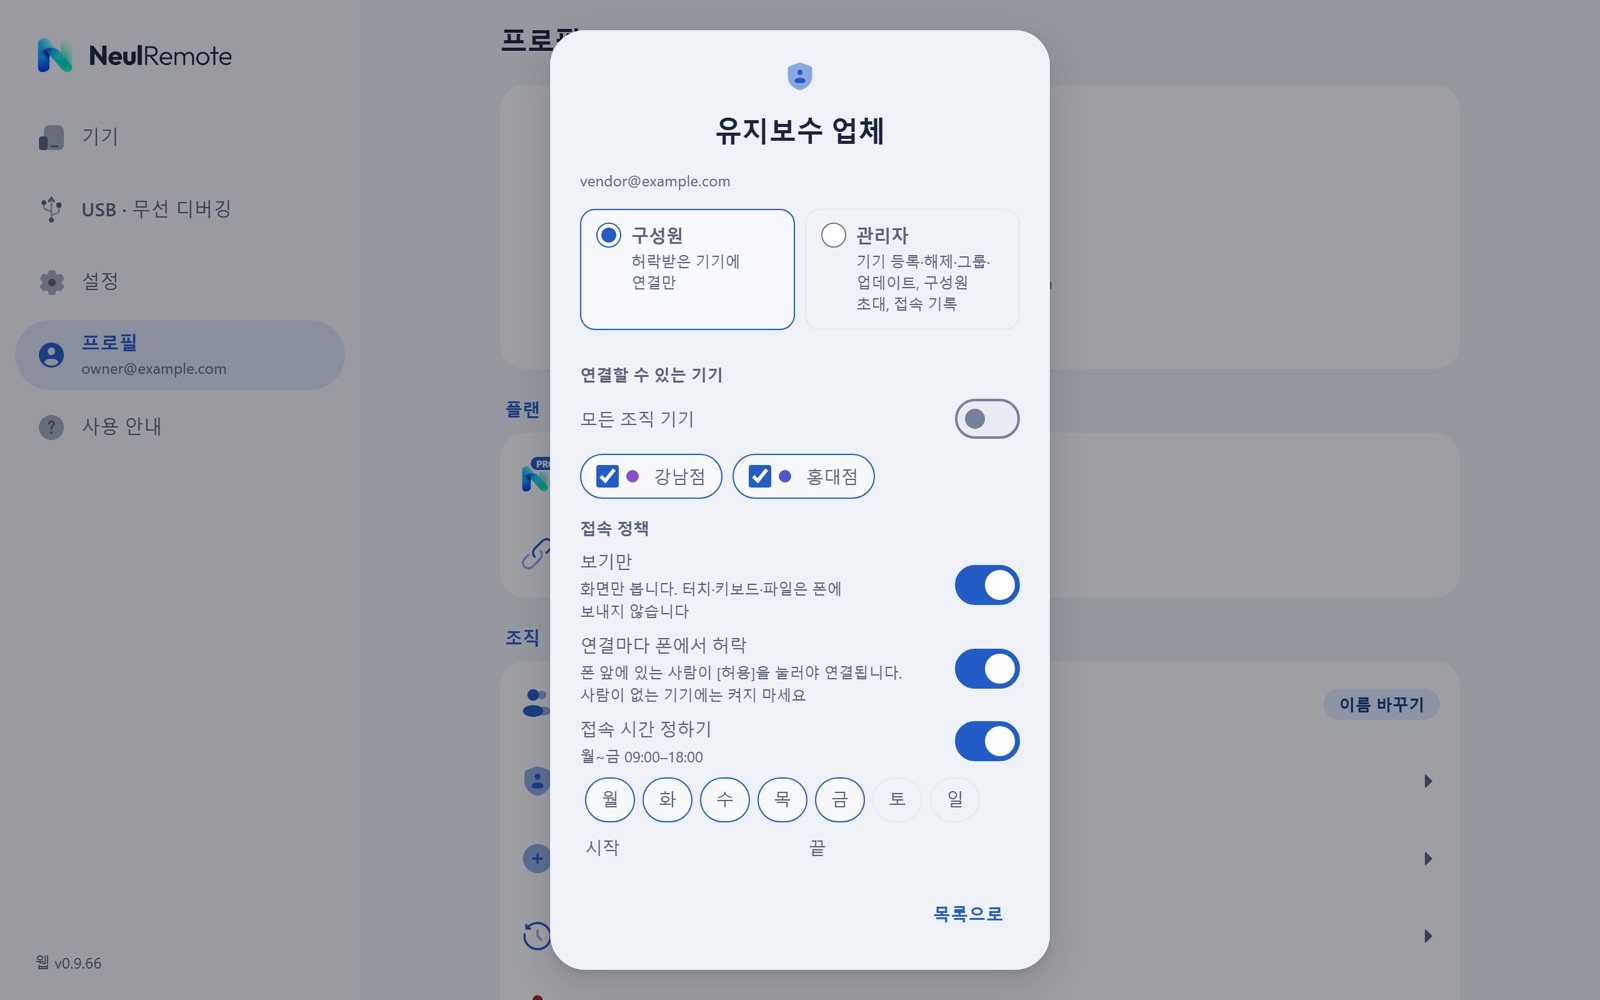 NeulRemote
기기
USB · 무선 디버깅
설정
프로필
owner@example.com
사용 안내
웹 v0.9.66
프로필
플랜
PRO
조직
이름 바꾸기
유지보수 업체
vendor@example.com
구성원
허락받은 기기에
연결만
관리자
기기 등록·해제·그룹·
업데이트, 구성원
초대, 접속 기록
연결할 수 있는 기기
모든 조직 기기
강남점
홍대점
접속 정책
보기만
화면만 봅니다. 터치·키보드·파일은 폰에
보내지 않습니다
연결마다 폰에서 허락
폰 앞에 있는 사람이 [허용]을 눌러야 연결됩니다.
사람이 없는 기기에는 켜지 마세요
접속 시간 정하기
월~금 09:00–18:00
월 화 수 목 금 토 일
시작 끝
목록으로